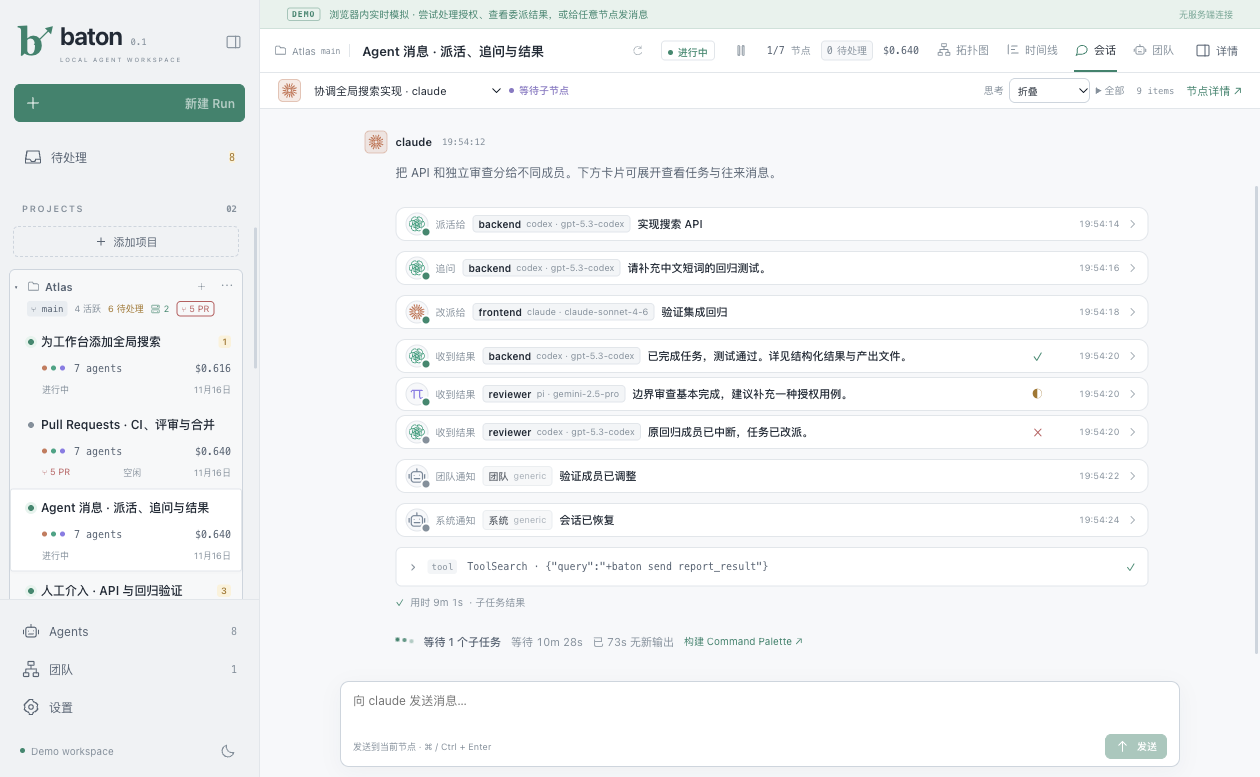 DEMO 浏览器内实时模拟 · 尝试处理授权、查看委派结果，或给任意节点发消息 无服务端连接
baton 0.1
LOCAL AGENT WORKSPACE
Atlas main Agent 消息 · 派活、追问与结果 进行中 1/7 节点 0 待处理 $0.640 拓扑图 时间线 会话 团队 详情
新建 Run
协调全局搜索实现 · claude 等待子节点 思考 折叠 全部 9 items 节点详情
待处理 8
PROJECTS 02
添加项目
Atlas
main 4 活跃 6 待处理 2 5 PR
为工作台添加全局搜索 1
7 agents $0.616
进行中 11月16日
Pull Requests · CI、评审与合并
7 agents $0.640
5 PR 空闲 11月16日
Agent 消息 · 派活、追问与结果
7 agents $0.640
进行中 11月16日
人工介入 · API 与回归验证 3
Agents 8
团队 1
设置
Demo workspace
claude 19:54:12
把 API 和独立审查分给不同成员。下方卡片可展开查看任务与往来消息。
派活给 backend codex · gpt-5.3-codex 实现搜索 API 19:54:14
追问 backend codex · gpt-5.3-codex 请补充中文短词的回归测试。 19:54:16
改派给 frontend claude · claude-sonnet-4-6 验证集成回归 19:54:18
收到结果 backend codex · gpt-5.3-codex 已完成任务，测试通过。详见结构化结果与产出文件。 19:54:20
收到结果 reviewer pi · gemini-2.5-pro 边界审查基本完成，建议补充一种授权用例。 19:54:20
收到结果 reviewer codex · gpt-5.3-codex 原回归成员已中断，任务已改派。 19:54:20
团队通知 团队 generic 验证成员已调整 19:54:22
系统通知 系统 generic 会话已恢复 19:54:24
tool ToolSearch · {"query":"+baton send report_result"}
用时 9m 1s · 子任务结果
等待 1 个子任务 等待 10m 28s 已 73s 无新输出 构建 Command Palette
向 claude 发送消息...
发送到当前节点 · ⌘ / Ctrl + Enter 发送